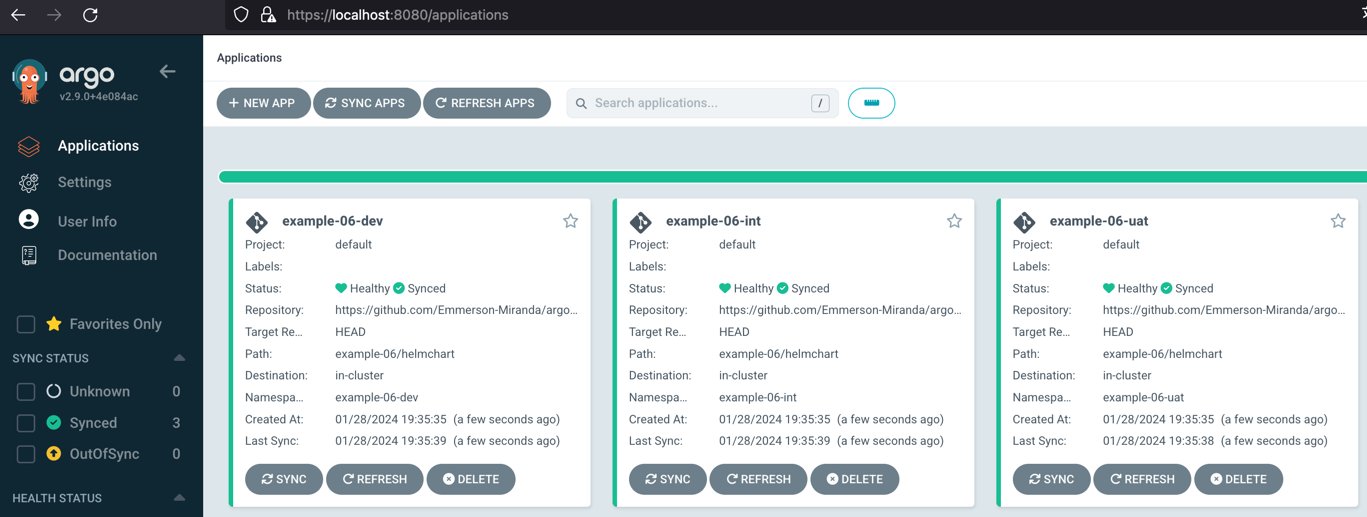 https://localhost:8080/applications
argo
v2.9.0+4e084ac
Applications
Settings
User Info
Documentation
Favorites Only
SYNC STATUS
Unknown 0
Synced 3
OutOfSync 0
HEALTH STATUS
Applications
+ NEW APP SYNC APPS REFRESH APPS Search applications... /
example-06-dev
Project: default
Labels:
Status: Healthy Synced
Repository: https://github.com/Emmerson-Miranda/argo...
Target Re... HEAD
Path: example-06/helmchart
Destination: in-cluster
Namespa... example-06-dev
Created At: 01/28/2024 19:35:35 (a few seconds ago)
Last Sync: 01/28/2024 19:35:39 (a few seconds ago)
SYNC REFRESH DELETE
example-06-int
Project: default
Labels:
Status: Healthy Synced
Repository: https://github.com/Emmerson-Miranda/argo...
Target Re... HEAD
Path: example-06/helmchart
Destination: in-cluster
Namespa... example-06-int
Created At: 01/28/2024 19:35:35 (a few seconds ago)
Last Sync: 01/28/2024 19:35:39 (a few seconds ago)
SYNC REFRESH DELETE
example-06-uat
Project: default
Labels:
Status: Healthy Synced
Repository: https://github.com/Emmerson-Miranda/argo...
Target Re... HEAD
Path: example-06/helmchart
Destination: in-cluster
Namespa... example-06-uat
Created At: 01/28/2024 19:35:35 (a few seconds ago)
Last Sync: 01/28/2024 19:35:38 (a few seconds ago)
SYNC REFRESH DELETE